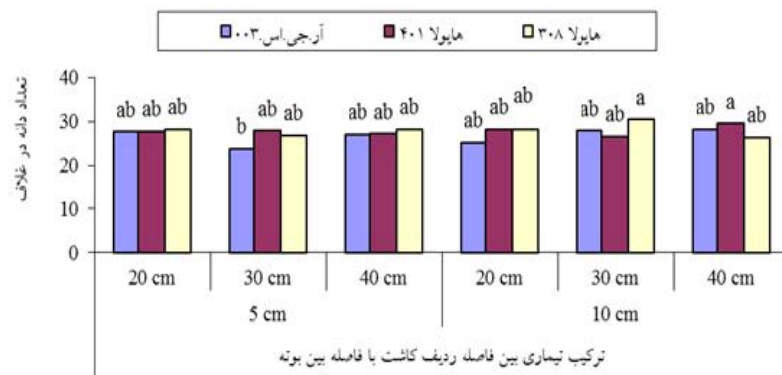 آر.جی.اس.۰۰۳ هایولا ۴۰۱ هایولا ۳۰۸
تعداد دانه در غلاف
40
30
20
10
0
ab ab ab b ab ab ab ab ab ab ab ab ab ab a ab a ab
20 cm 30 cm 40 cm 20 cm 30 cm 40 cm
5 cm 10 cm
ترکیب تیماری بین فاصله ردیف کاشت با فاصله بین بوته